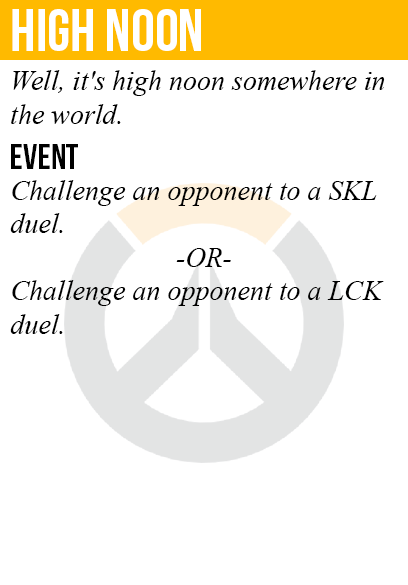 HIGH NOON
Well, it's high noon somewhere in
the world.
EVENT
Challenge an opponent to a SKL
duel.
-OR-
Challenge an opponent to a LCK
duel.